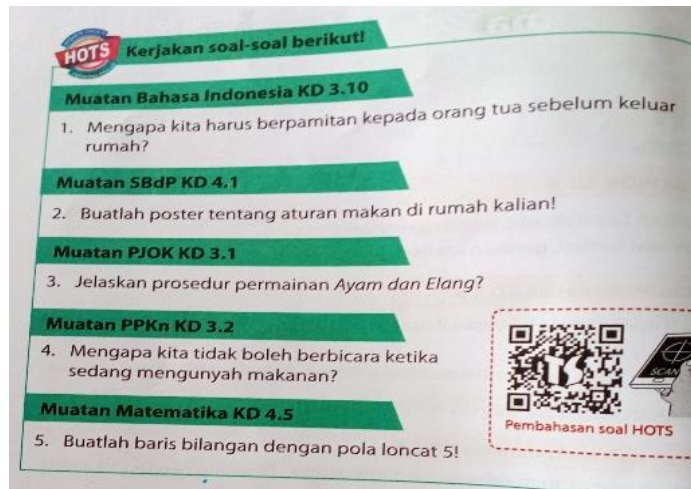 HOTS Kerjakan soal-soal berikut!
Muatan Bahasa Indonesia KD 3.10
1. Mengapa kita harus berpamitan kepada orang tua sebelum keluar
rumah?
Muatan SBdP KD 4.1
2. Buatlah poster tentang aturan makan di rumah kalian!
Muatan PJOK KD 3.1
3. Jelaskan prosedur permainan Ayam dan Elang?
Muatan PPKn KD 3.2
4. Mengapa kita tidak boleh berbicara ketika
sedang mengunyah makanan?
SCAN
Pembahasan soal HOTS
Muatan Matematika KD 4.5
5. Buatlah baris bilangan dengan pola loncat 5!